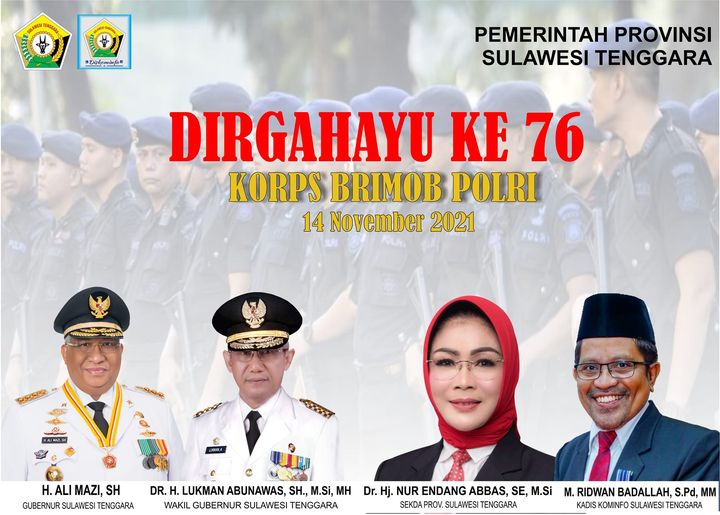 PEMERINTAH PROVINSI
SULAWESI TENGGARA
DIRGAHAYU KE 76
KORPS BRIMOB POLRI
14 November 2021
H. ALI MAZI, SH
GUBERNUR SULAWESI TENGGARA
DR. H. LUKMAN ABUNAWAS, SH., M.Si, MH
WAKIL GUBERNUR SULAWESI TENGGARA
Dr. Hj. NUR ENDANG ABBAS, SE, M.Si
SEKDA PROV. SULAWESI TENGGARA
M. RIDWAN BADALLAH, S.Pd, MM
KADIS KOMINFO SULAWESI TENGGARA